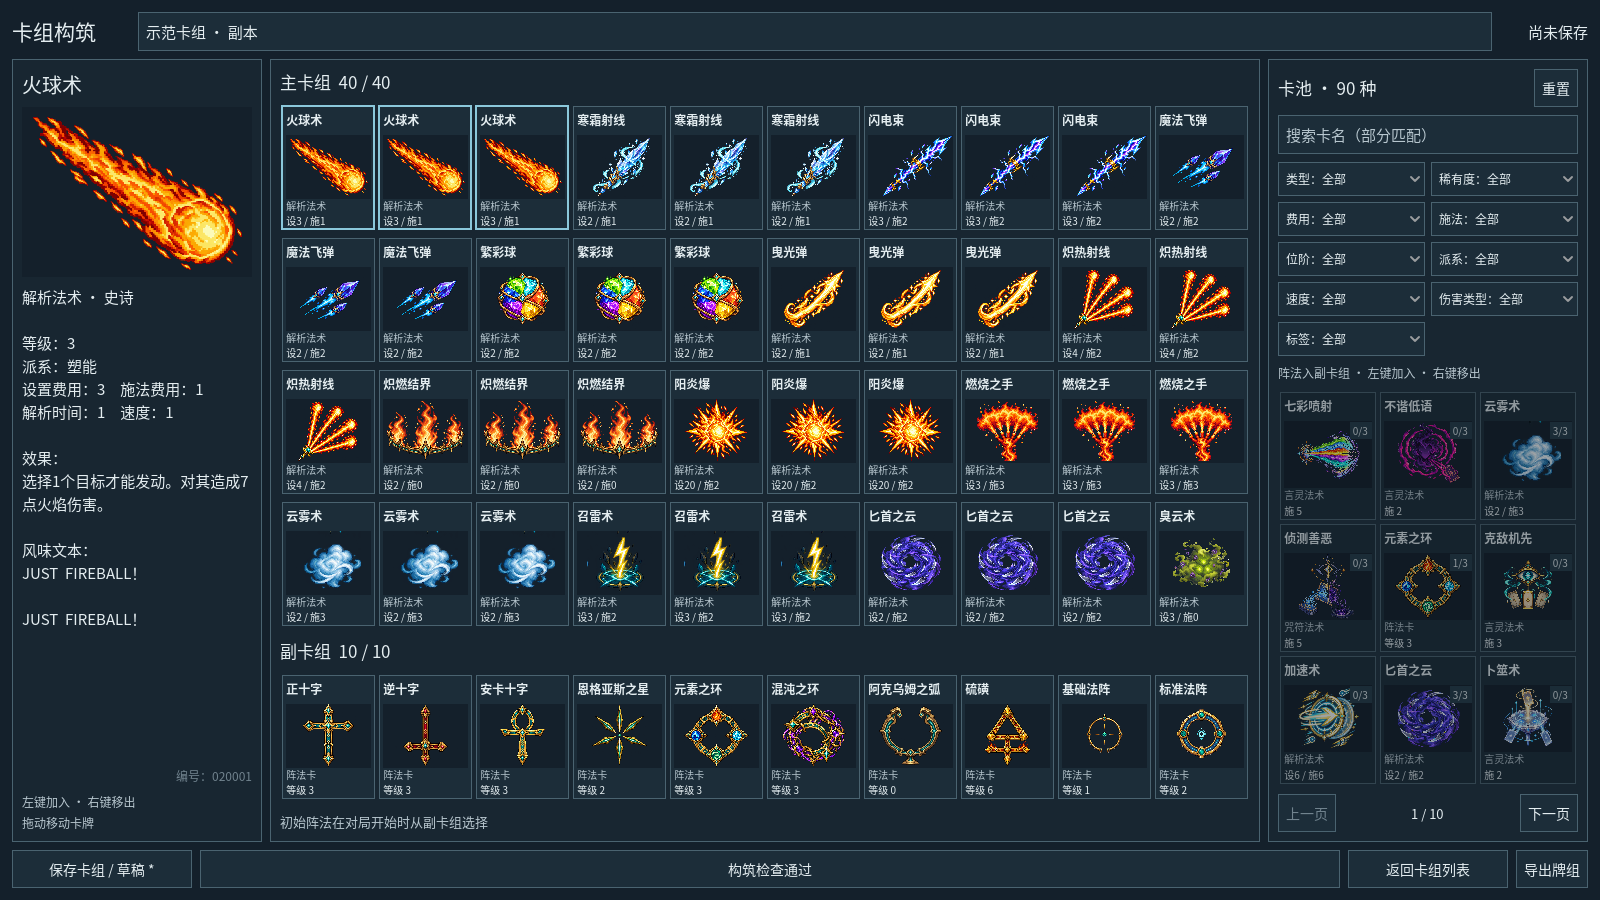 卡组构筑
示范卡组 · 副本
尚未保存
火球术
解析法术 · 史诗
等级：3
派系：塑能
设置费用：3 施法费用：1
解析时间：1 速度：1
效果：
选择1个目标才能发动。对其造成7
点火焰伤害。
风味文本：
JUST FIREBALL!
JUST FIREBALL!
编号：020001
左键加入 · 右键移出
拖动移动卡牌
主卡组 40 / 40
火球术 火球术 火球术 寒霜射线 寒霜射线 寒霜射线 闪电束 闪电束 闪电束 魔法飞弹
解析法术 解析法术 解析法术 解析法术 解析法术 解析法术 解析法术 解析法术 解析法术 解析法术
设3 / 施1 设3 / 施1 设3 / 施1 设2 / 施1 设2 / 施1 设2 / 施1 设3 / 施2 设3 / 施2 设3 / 施2 设2 / 施2
魔法飞弹 魔法飞弹 繁彩球 繁彩球 繁彩球 曳光弹 曳光弹 曳光弹 炽热射线 炽热射线
解析法术 解析法术 解析法术 解析法术 解析法术 解析法术 解析法术 解析法术 解析法术 解析法术
设2 / 施2 设2 / 施2 设2 / 施2 设2 / 施2 设2 / 施2 设2 / 施1 设2 / 施1 设2 / 施1 设4 / 施2 设4 / 施2
炽热射线 炽燃结界 炽燃结界 炽燃结界 阳炎爆 阳炎爆 阳炎爆 燃烧之手 燃烧之手 燃烧之手
解析法术 解析法术 解析法术 解析法术 解析法术 解析法术 解析法术 解析法术 解析法术 解析法术
设4 / 施2 设2 / 施0 设2 / 施0 设2 / 施0 设20 / 施2 设20 / 施2 设20 / 施2 设3 / 施3 设3 / 施3 设3 / 施3
云雾术 云雾术 云雾术 召雷术 召雷术 召雷术 匕首之云 匕首之云 匕首之云 臭云术
解析法术 解析法术 解析法术 解析法术 解析法术 解析法术 解析法术 解析法术 解析法术 解析法术
设2 / 施3 设2 / 施3 设2 / 施3 设3 / 施2 设3 / 施2 设3 / 施2 设2 / 施2 设2 / 施2 设2 / 施2 设3 / 施0
副卡组 10 / 10
正十字 逆十字 安卡十字 恩格亚斯之星 元素之环 混沌之环 阿克乌姆之弧 硫磺 基础法阵 标准法阵
阵法卡 阵法卡 阵法卡 阵法卡 阵法卡 阵法卡 阵法卡 阵法卡 阵法卡 阵法卡
等级 3 等级 3 等级 3 等级 2 等级 3 等级 3 等级 0 等级 6 等级 1 等级 2
初始阵法在对局开始时从副卡组选择
卡池 · 90 种
重置
搜索卡名（部分匹配）
类型：全部 稀有度：全部
费用：全部 施法：全部
位阶：全部 派系：全部
速度：全部 伤害类型：全部
标签：全部
阵法入副卡组 · 左键加入 · 右键移出
七彩喷射 不谐低语 云雾术
0/3 0/3 3/3
言灵法术 言灵法术 解析法术
施 5 施 2 设2 / 施3
侦测善恶 元素之环 克敌机先
0/3 1/3 0/3
咒符法术 阵法卡 言灵法术
施 5 等级 3 施 3
加速术 匕首之云 卜筮术
0/3 3/3 0/3
解析法术 解析法术 言灵法术
设6 / 施6 设2 / 施2 施 2
上一页 1 / 10 下一页
保存卡组 / 草稿 *
构筑检查通过
返回卡组列表
导出牌组